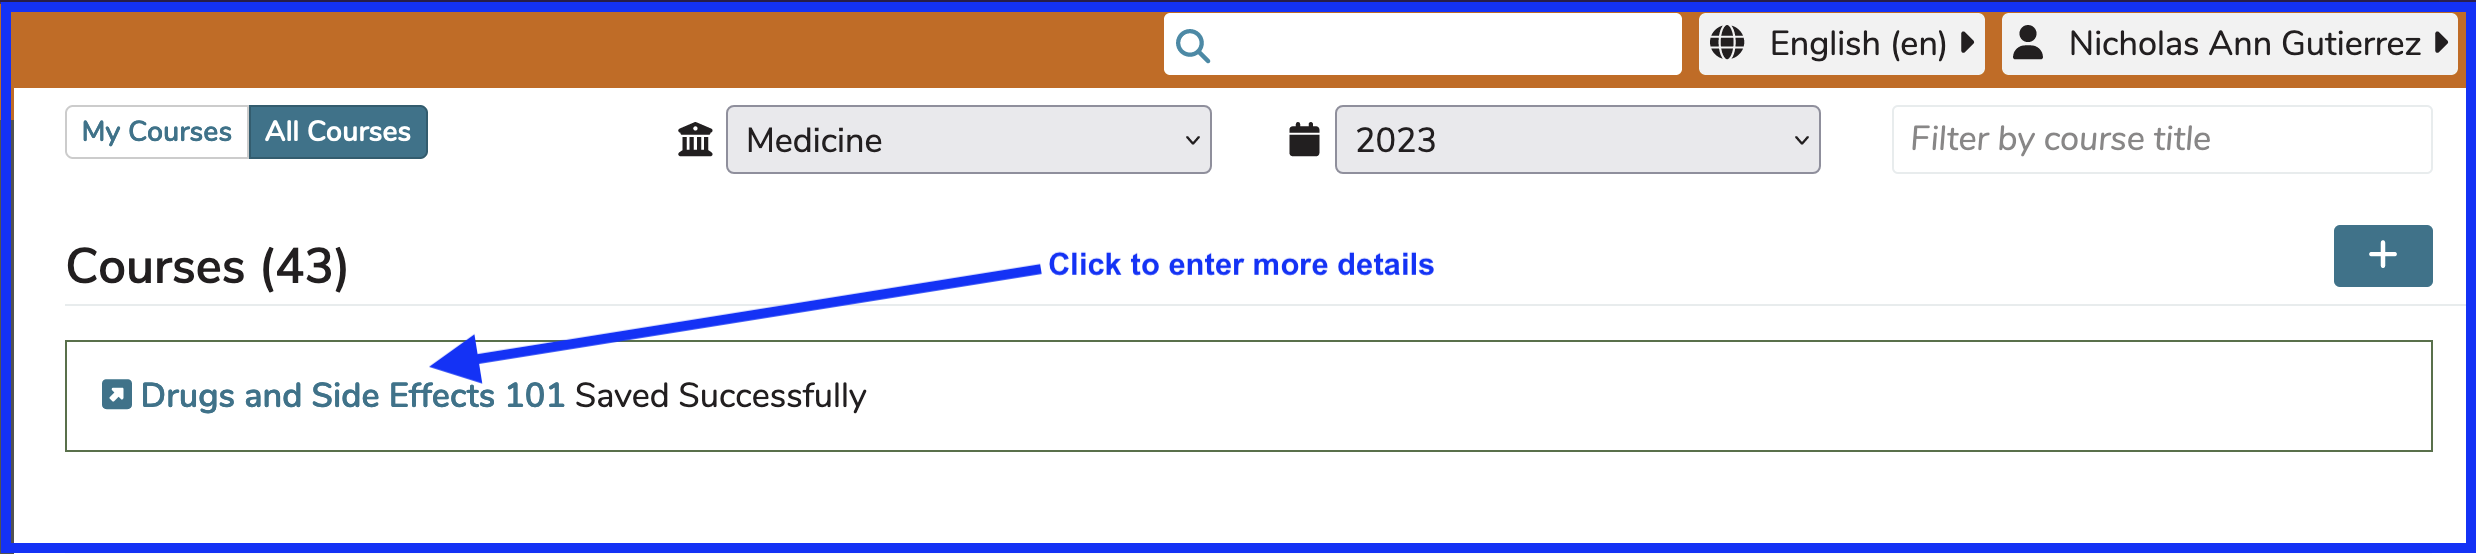 English (en)
Nicholas Ann Gutierrez
My Courses
All Courses
Medicine
2023
Filter by course title
Courses (43)
Click to enter more details
Drugs and Side Effects 101 Saved Successfully